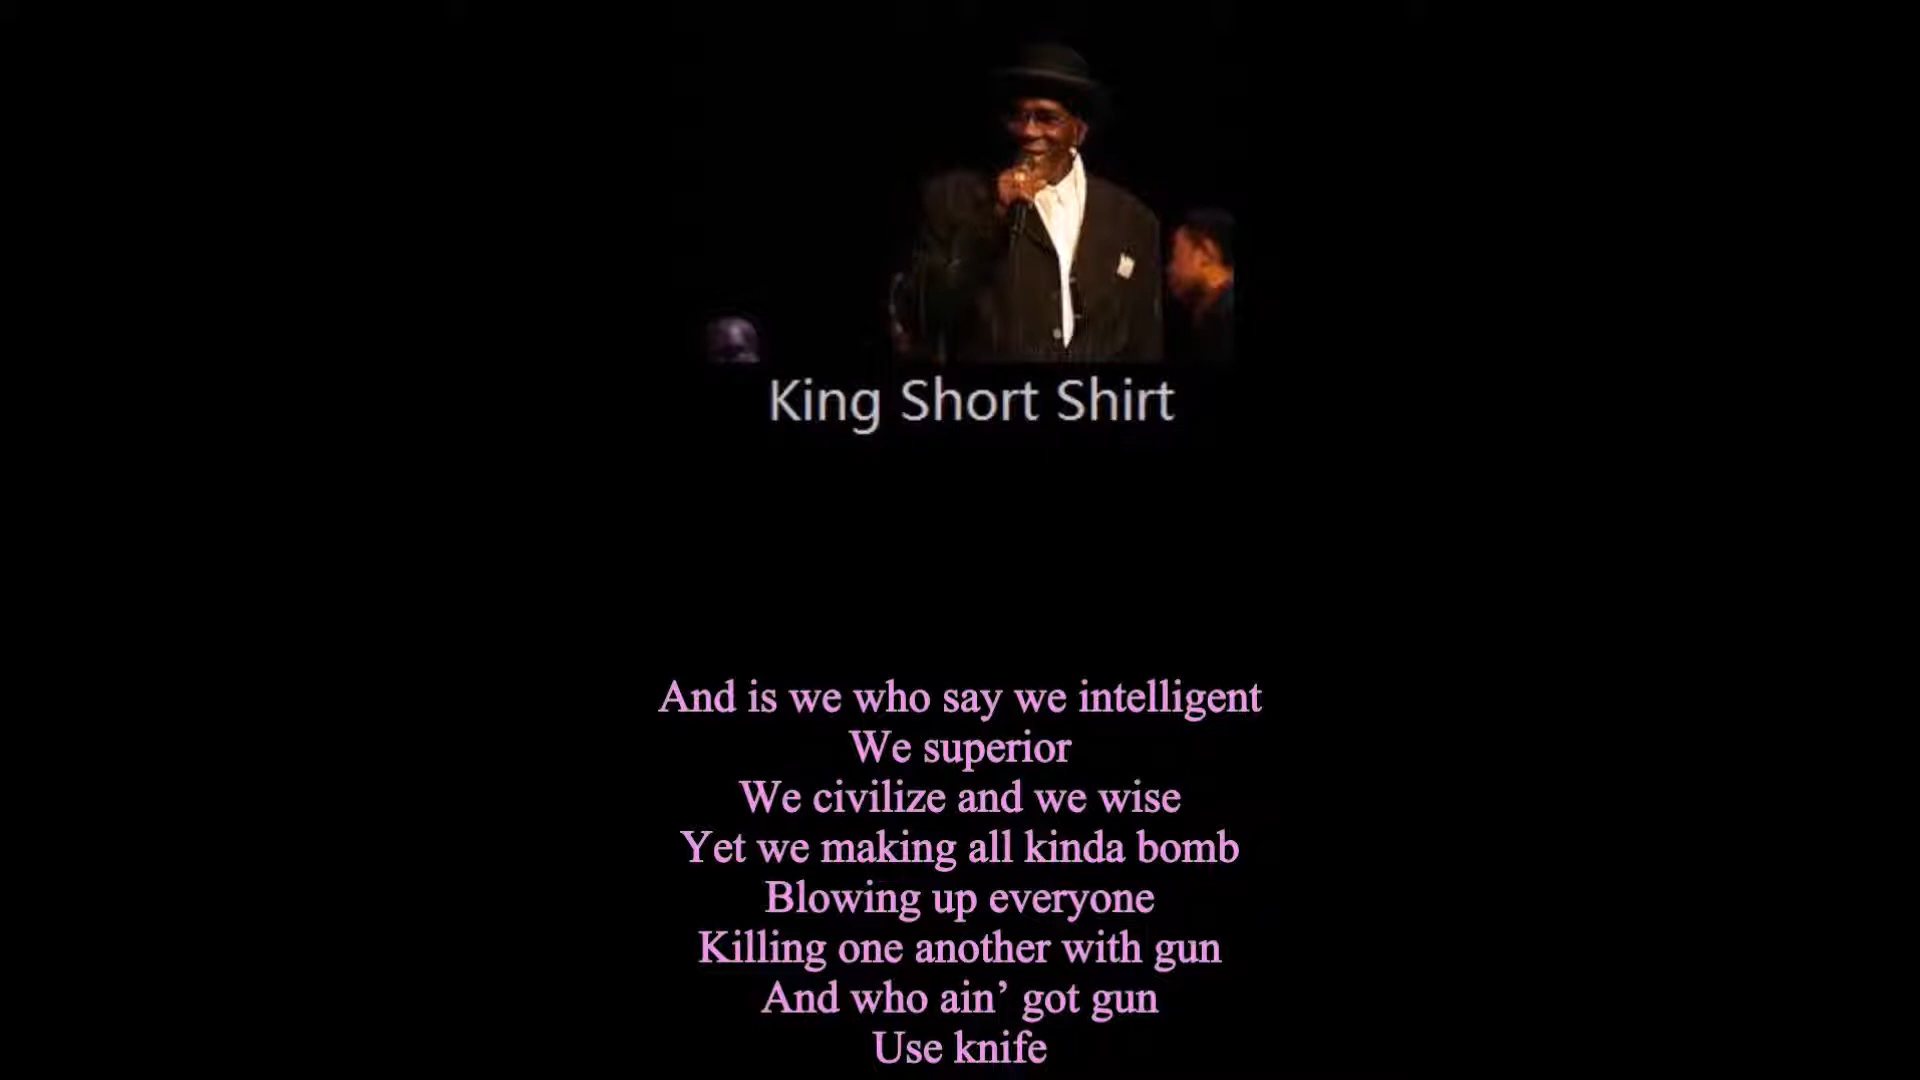 King Short Shirt
And is we who say we intelligent
We superior
We civilize and we wise
Yet we making all kinda bomb
Blowing up everyone
Killing one another with gun
And who ain’ got gun
Use knife